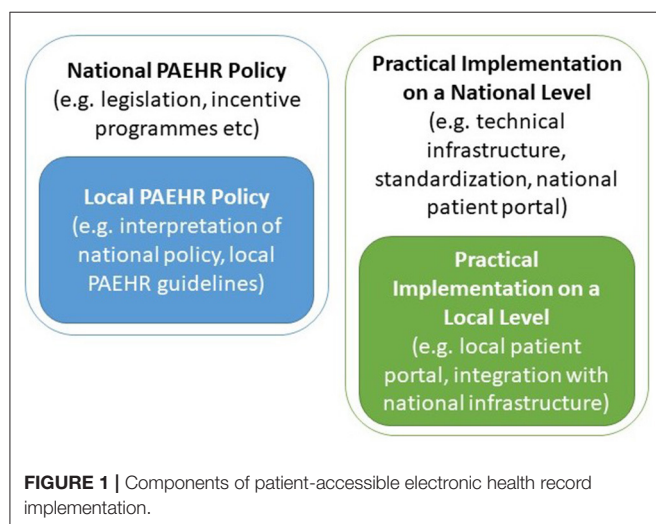 National PAEHR Policy
(e.g. legislation, incentive
programmes etc)
Local PAEHR Policy
(e.g. interpretation of
national policy, local
PAEHR guidelines)
Practical Implementation
on a National Level
(e.g. technical
infrastructure,
standardization, national
patient portal)
Practical
Implementation on a
Local Level
(e.g. local patient
portal, integration with
national infrastructure)
FIGURE 1 | Components of patient-accessible electronic health record
implementation.